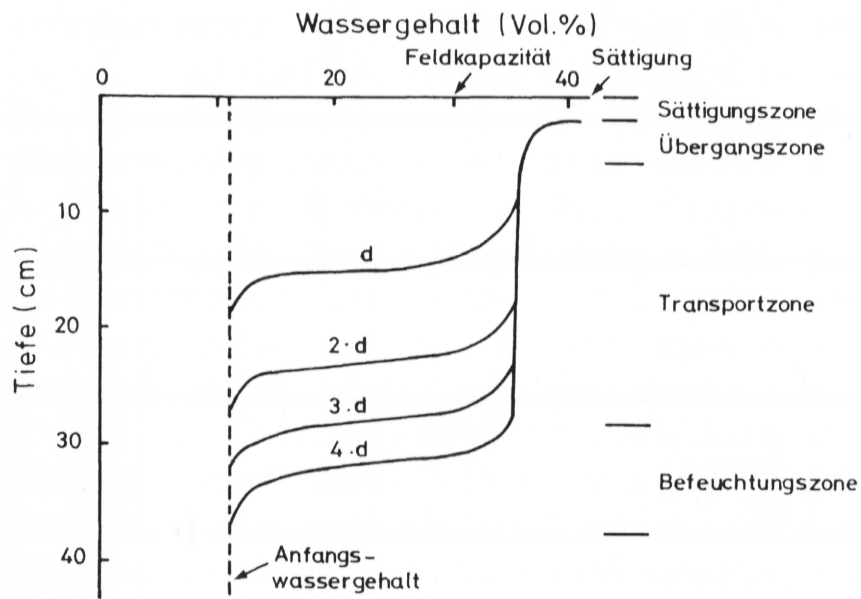 Wassergehalt (Vol.%)
Feldkapazität
Sättigung
0
20
40
Sättigungszone
Übergangszone
10
d
Transportzone
20
2·d
3.d
30
4.d
Befeuchtungszone
40
Anfangs-
wassergehalt
Tiefe (cm)